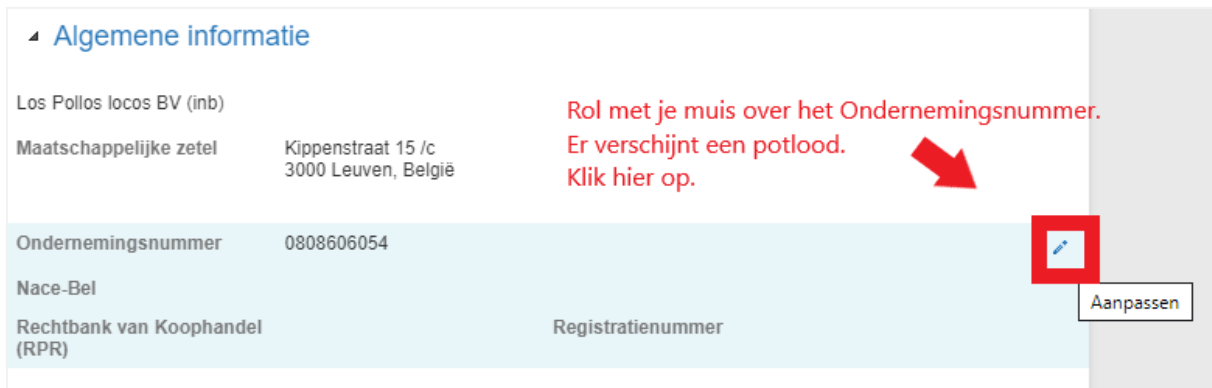 Algemene informatie
Los Pollos locos BV (inb)
Rol met je muis over het Ondernemingsnummer.
Er verschijnt een potlood.
Klik hier op.
Maatschappelijke zetel Kippenstraat 15 /c
3000 Leuven, België
Ondernemingsnummer 0808606054
Nace-Bel
Aanpassen
Rechtbank van Koophandel Registratienummer
(RPR)